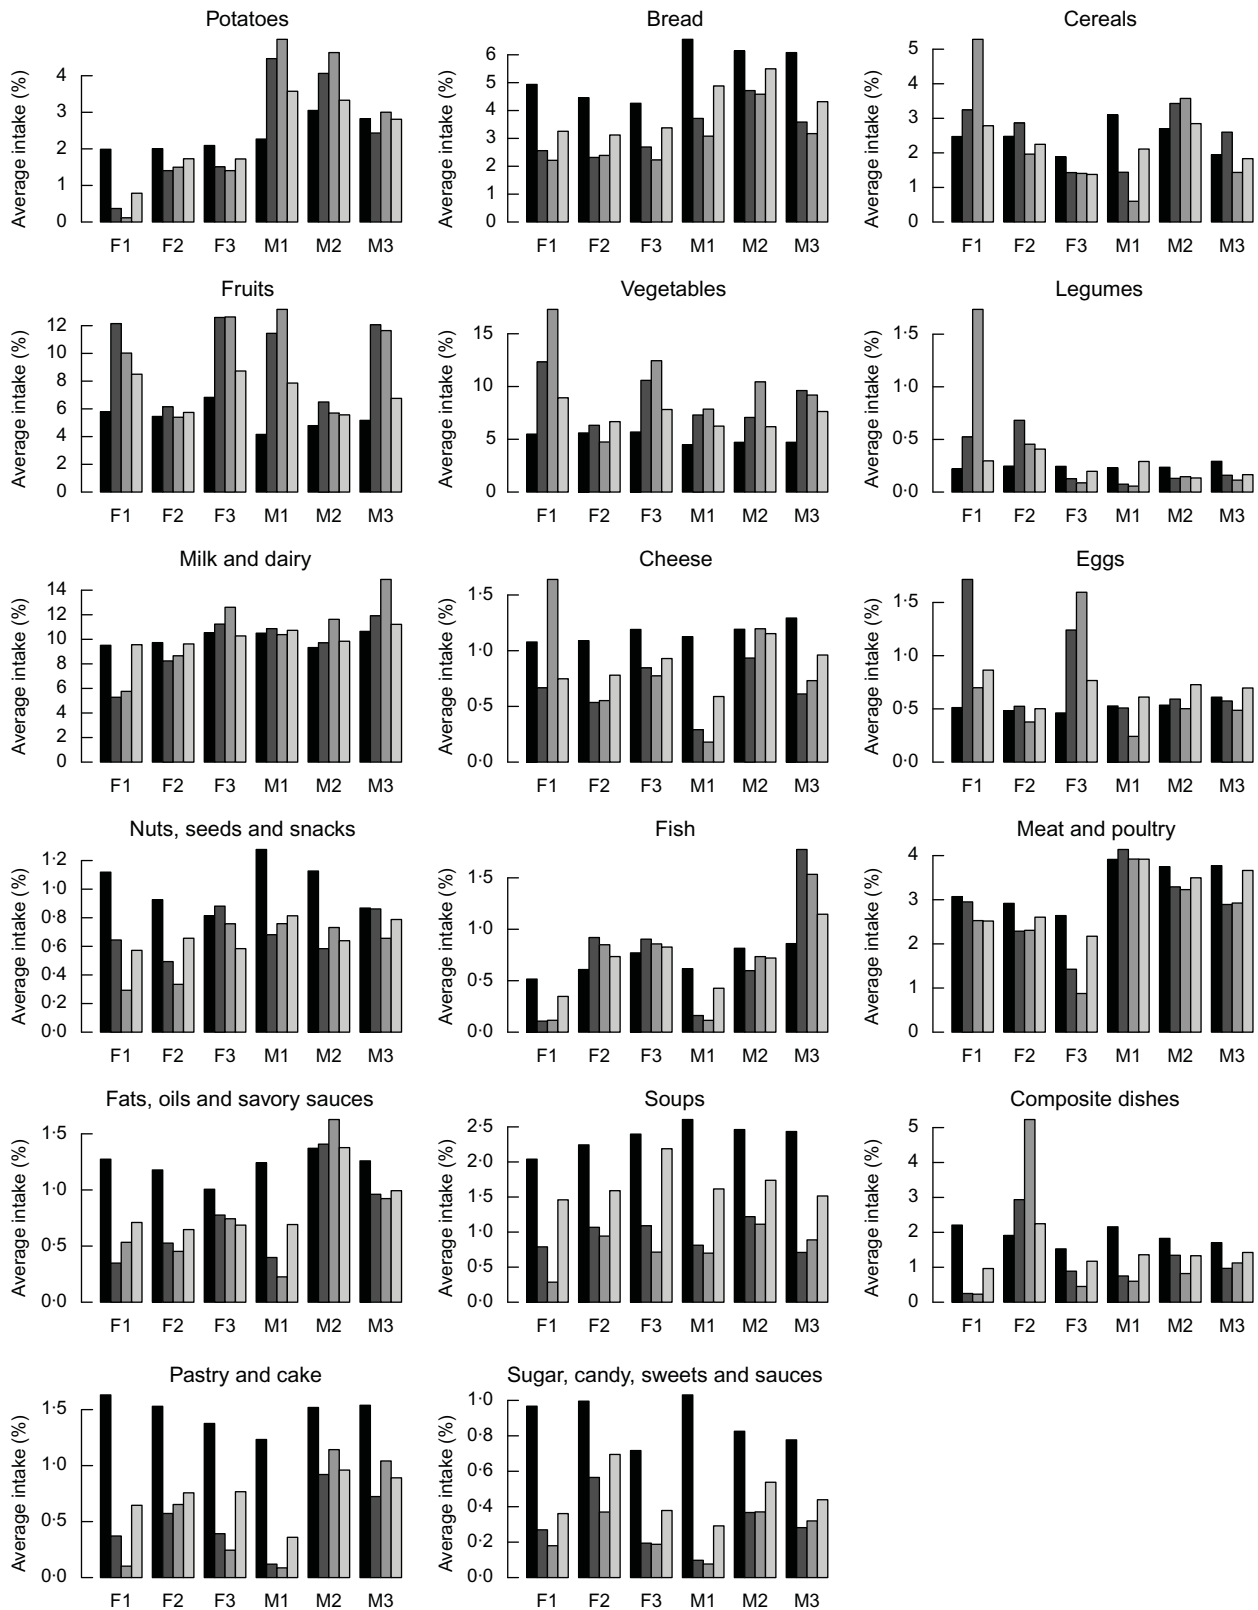 Potatoes
Average intake (%)
4
3
2
1
0
F1 F2 F3 M1 M2 M3
Bread
Average intake (%)
6
5
4
3
2
1
0
F1 F2 F3 M1 M2 M3
Cereals
Average intake (%)
5
4
3
2
1
0
F1 F2 F3 M1 M2 M3
Fruits
Average intake (%)
12
10
8
6
4
2
0
F1 F2 F3 M1 M2 M3
Vegetables
Average intake (%)
15
10
5
0
F1 F2 F3 M1 M2 M3
Legumes
Average intake (%)
1·5
1·0
0·5
0·0
F1 F2 F3 M1 M2 M3
Milk and dairy
Average intake (%)
14
12
10
8
6
4
2
0
F1 F2 F3 M1 M2 M3
Cheese
Average intake (%)
1·5
1·0
0·5
0·0
F1 F2 F3 M1 M2 M3
Eggs
Average intake (%)
1·5
1·0
0·5
0·0
F1 F2 F3 M1 M2 M3
Nuts, seeds and snacks
Average intake (%)
1·2
1·0
0·8
0·6
0·4
0·2
0·0
F1 F2 F3 M1 M2 M3
Fish
Average intake (%)
1·5
1·0
0·5
0·0
F1 F2 F3 M1 M2 M3
Meat and poultry
Average intake (%)
4
3
2
1
0
F1 F2 F3 M1 M2 M3
Fats, oils and savory sauces
Average intake (%)
1·5
1·0
0·5
0·0
F1 F2 F3 M1 M2 M3
Soups
Average intake (%)
2·5
2·0
1·5
1·0
0·5
0·0
F1 F2 F3 M1 M2 M3
Composite dishes
Average intake (%)
5
4
3
2
1
0
F1 F2 F3 M1 M2 M3
Pastry and cake
Average intake (%)
1·5
1·0
0·5
0·0
F1 F2 F3 M1 M2 M3
Sugar, candy, sweets and sauces
Average intake (%)
1·0
0·8
0·6
0·4
0·2
0·0
F1 F2 F3 M1 M2 M3